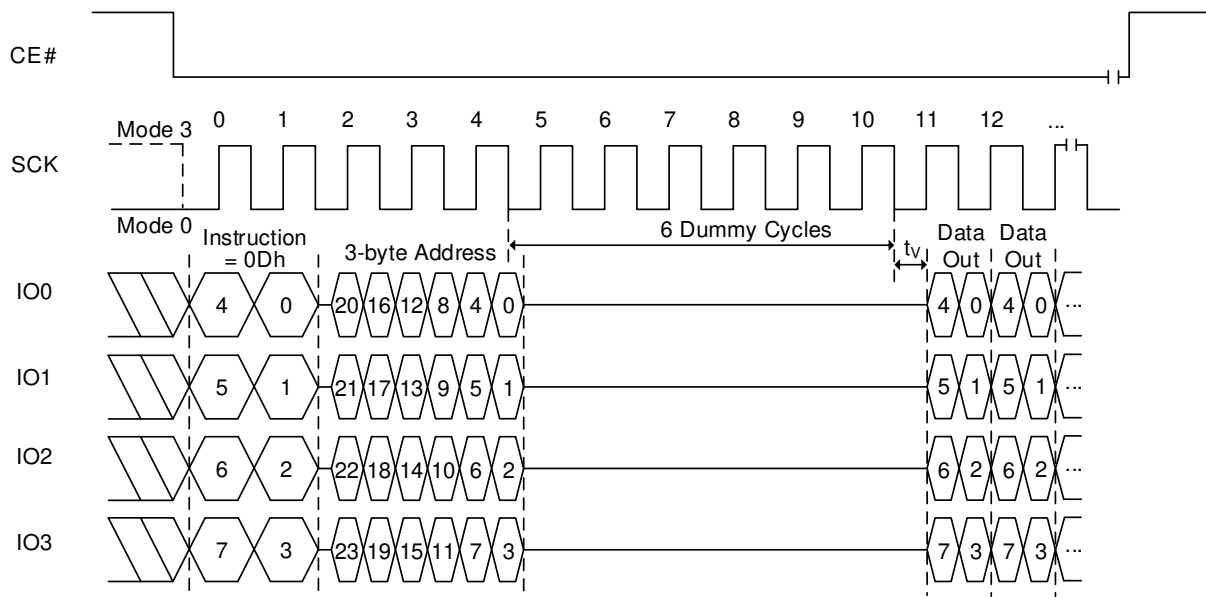 CE#
0 1 2 3 4 5 6 7 8 9 10 11 12 ...
Mode 3
SCK
Mode 0
Instruction
= 0Dh
3-byte Address
6 Dummy Cycles
tV
Data
Out
Data
Out
IO0 4 0 20 16 12 8 4 0 4 0 4 0 ...
IO1 5 1 21 17 13 9 5 1 5 1 5 1 ...
IO2 6 2 22 18 14 10 6 2 6 2 6 2 ...
IO3 7 3 23 19 15 11 7 3 7 3 7 3 ...